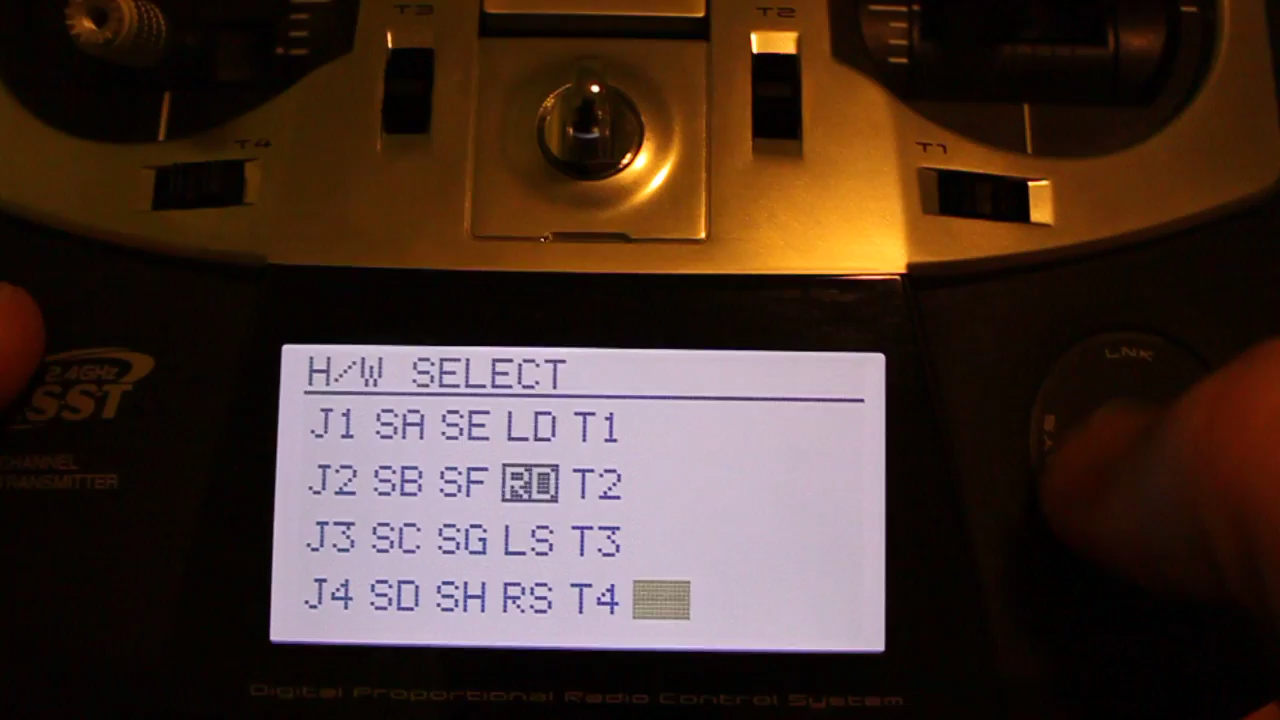 T3 T2
T4 T1
H/W SELECT
J1 SA SE LD T1
J2 SB SF RD T2
J3 SC SG LS T3
J4 SD SH RS T4
LNK
2.4GHz
SST
TRANSMITTER
Digital Proportional Radio Control System